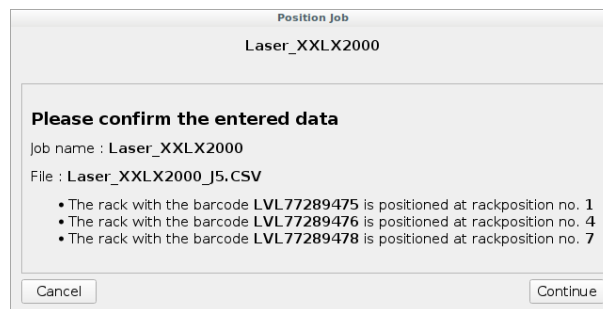 Position Job
Laser_XXLX2000
Please confirm the entered data
Job name : Laser_XXLX2000
File : Laser_XXLX2000_J5.CSV
• The rack with the barcode LVL77289475 is positioned at rackposition no. 1
• The rack with the barcode LVL77289476 is positioned at rackposition no. 4
• The rack with the barcode LVL77289478 is positioned at rackposition no. 7
Cancel
Continue